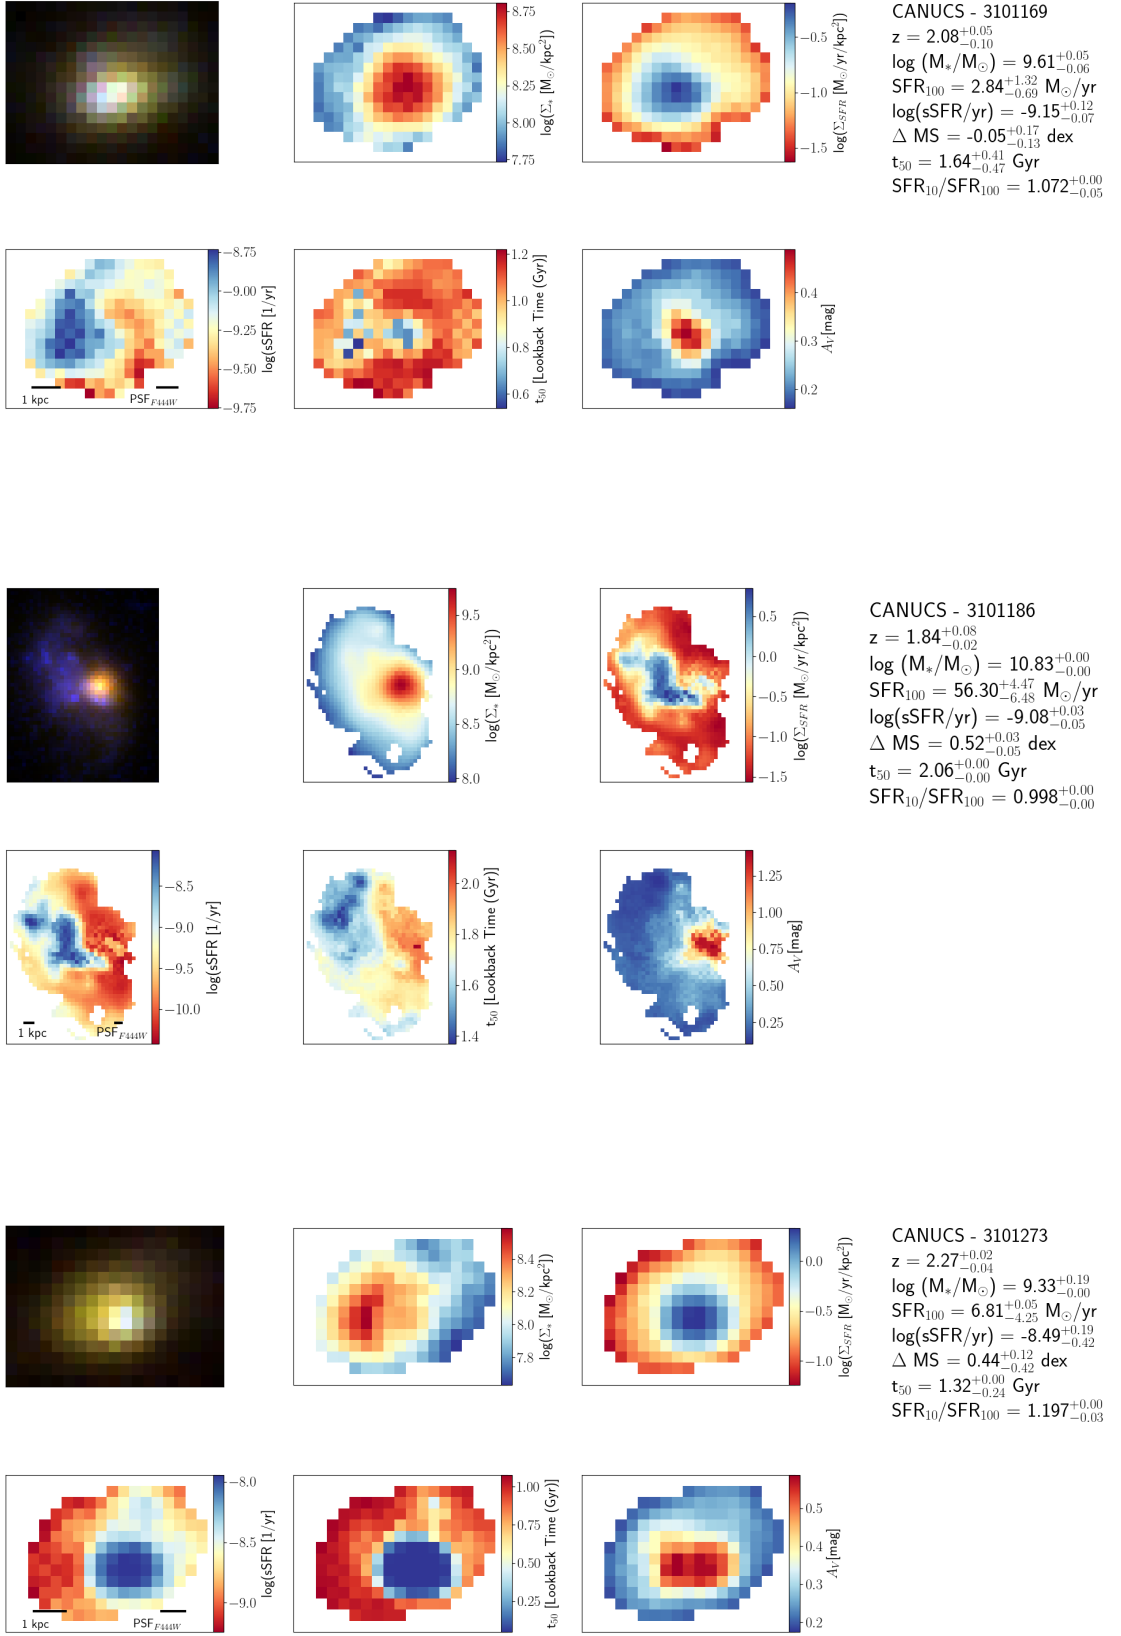 8.75
8.50
8.25
8.00
7.75
log(Σ* [M⊙/kpc²])
−0.5
−1.0
−1.5
log(Σ_SFR [M⊙/yr/kpc²])
CANUCS - 3101169
z = 2.08 +0.05 −0.10
log (M*/M⊙) = 9.61 +0.05 −0.06
SFR100 = 2.84 +1.32 −0.69 M⊙/yr
log(sSFR/yr) = -9.15 +0.12 −0.07
Δ MS = -0.05 +0.17 −0.13 dex
t50 = 1.64 +0.41 −0.47 Gyr
SFR10/SFR100 = 1.072 +0.00 −0.05
−8.75
−9.00
−9.25
−9.50
−9.75
log(sSFR [1/yr]
1 kpc
PSF_F444W
1.2
1.0
0.8
0.6
t50 [Lookback Time (Gyr)]
0.4
0.3
0.2
A_V[mag]
9.5
9.0
8.5
8.0
log(Σ* [M⊙/kpc²])
0.5
0.0
−0.5
−1.0
−1.5
log(Σ_SFR [M⊙/yr/kpc²])
CANUCS - 3101186
z = 1.84 +0.08 −0.02
log (M*/M⊙) = 10.83 +0.00 −0.00
SFR100 = 56.30 +4.47 −6.48 M⊙/yr
log(sSFR/yr) = -9.08 +0.03 −0.05
Δ MS = 0.52 +0.03 −0.05 dex
t50 = 2.06 +0.00 −0.00 Gyr
SFR10/SFR100 = 0.998 +0.00 −0.00
−8.5
−9.0
−9.5
−10.0
log(sSFR [1/yr]
1 kpc
PSF_F444W
2.0
1.8
1.6
1.4
t50 [Lookback Time (Gyr)]
1.25
1.00
0.75
0.50
0.25
A_V[mag]
8.4
8.2
8.0
7.8
log(Σ* [M⊙/kpc²])
0.0
−0.5
−1.0
log(Σ_SFR [M⊙/yr/kpc²])
CANUCS - 3101273
z = 2.27 +0.02 −0.04
log (M*/M⊙) = 9.33 +0.19 −0.00
SFR100 = 6.81 +0.05 −4.25 M⊙/yr
log(sSFR/yr) = -8.49 +0.19 −0.42
Δ MS = 0.44 +0.12 −0.42 dex
t50 = 1.32 +0.00 −0.24 Gyr
SFR10/SFR100 = 1.197 +0.00 −0.03
−8.0
−8.5
−9.0
log(sSFR [1/yr]
1 kpc
PSF_F444W
1.00
0.75
0.50
0.25
t50 [Lookback Time (Gyr)]
0.5
0.4
0.3
0.2
A_V[mag]